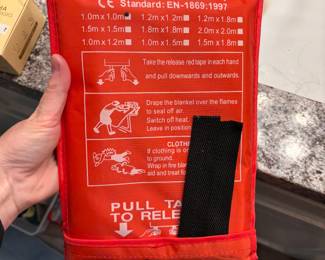 CE Standard: EN-1869:1997
1.0m x 1.0m 1.2m x 1.2m 1.2m x 1.8m
1.5m x 1.5m 1.8m x 1.8m 2.0m x 2.0m
1.0m x 1.2m 1.0m x 1.5m 1.5m x 1.8m
Take the release red tape in each hand
and pull downwards and outwards.
Drape the blanket over the flames
to seal off air.
Switch off heat.
Leave in position
CLOTH
If clothing is on
to ground.
Wrap in fire blan
aid and treat fo
PULL TA
TO RELE